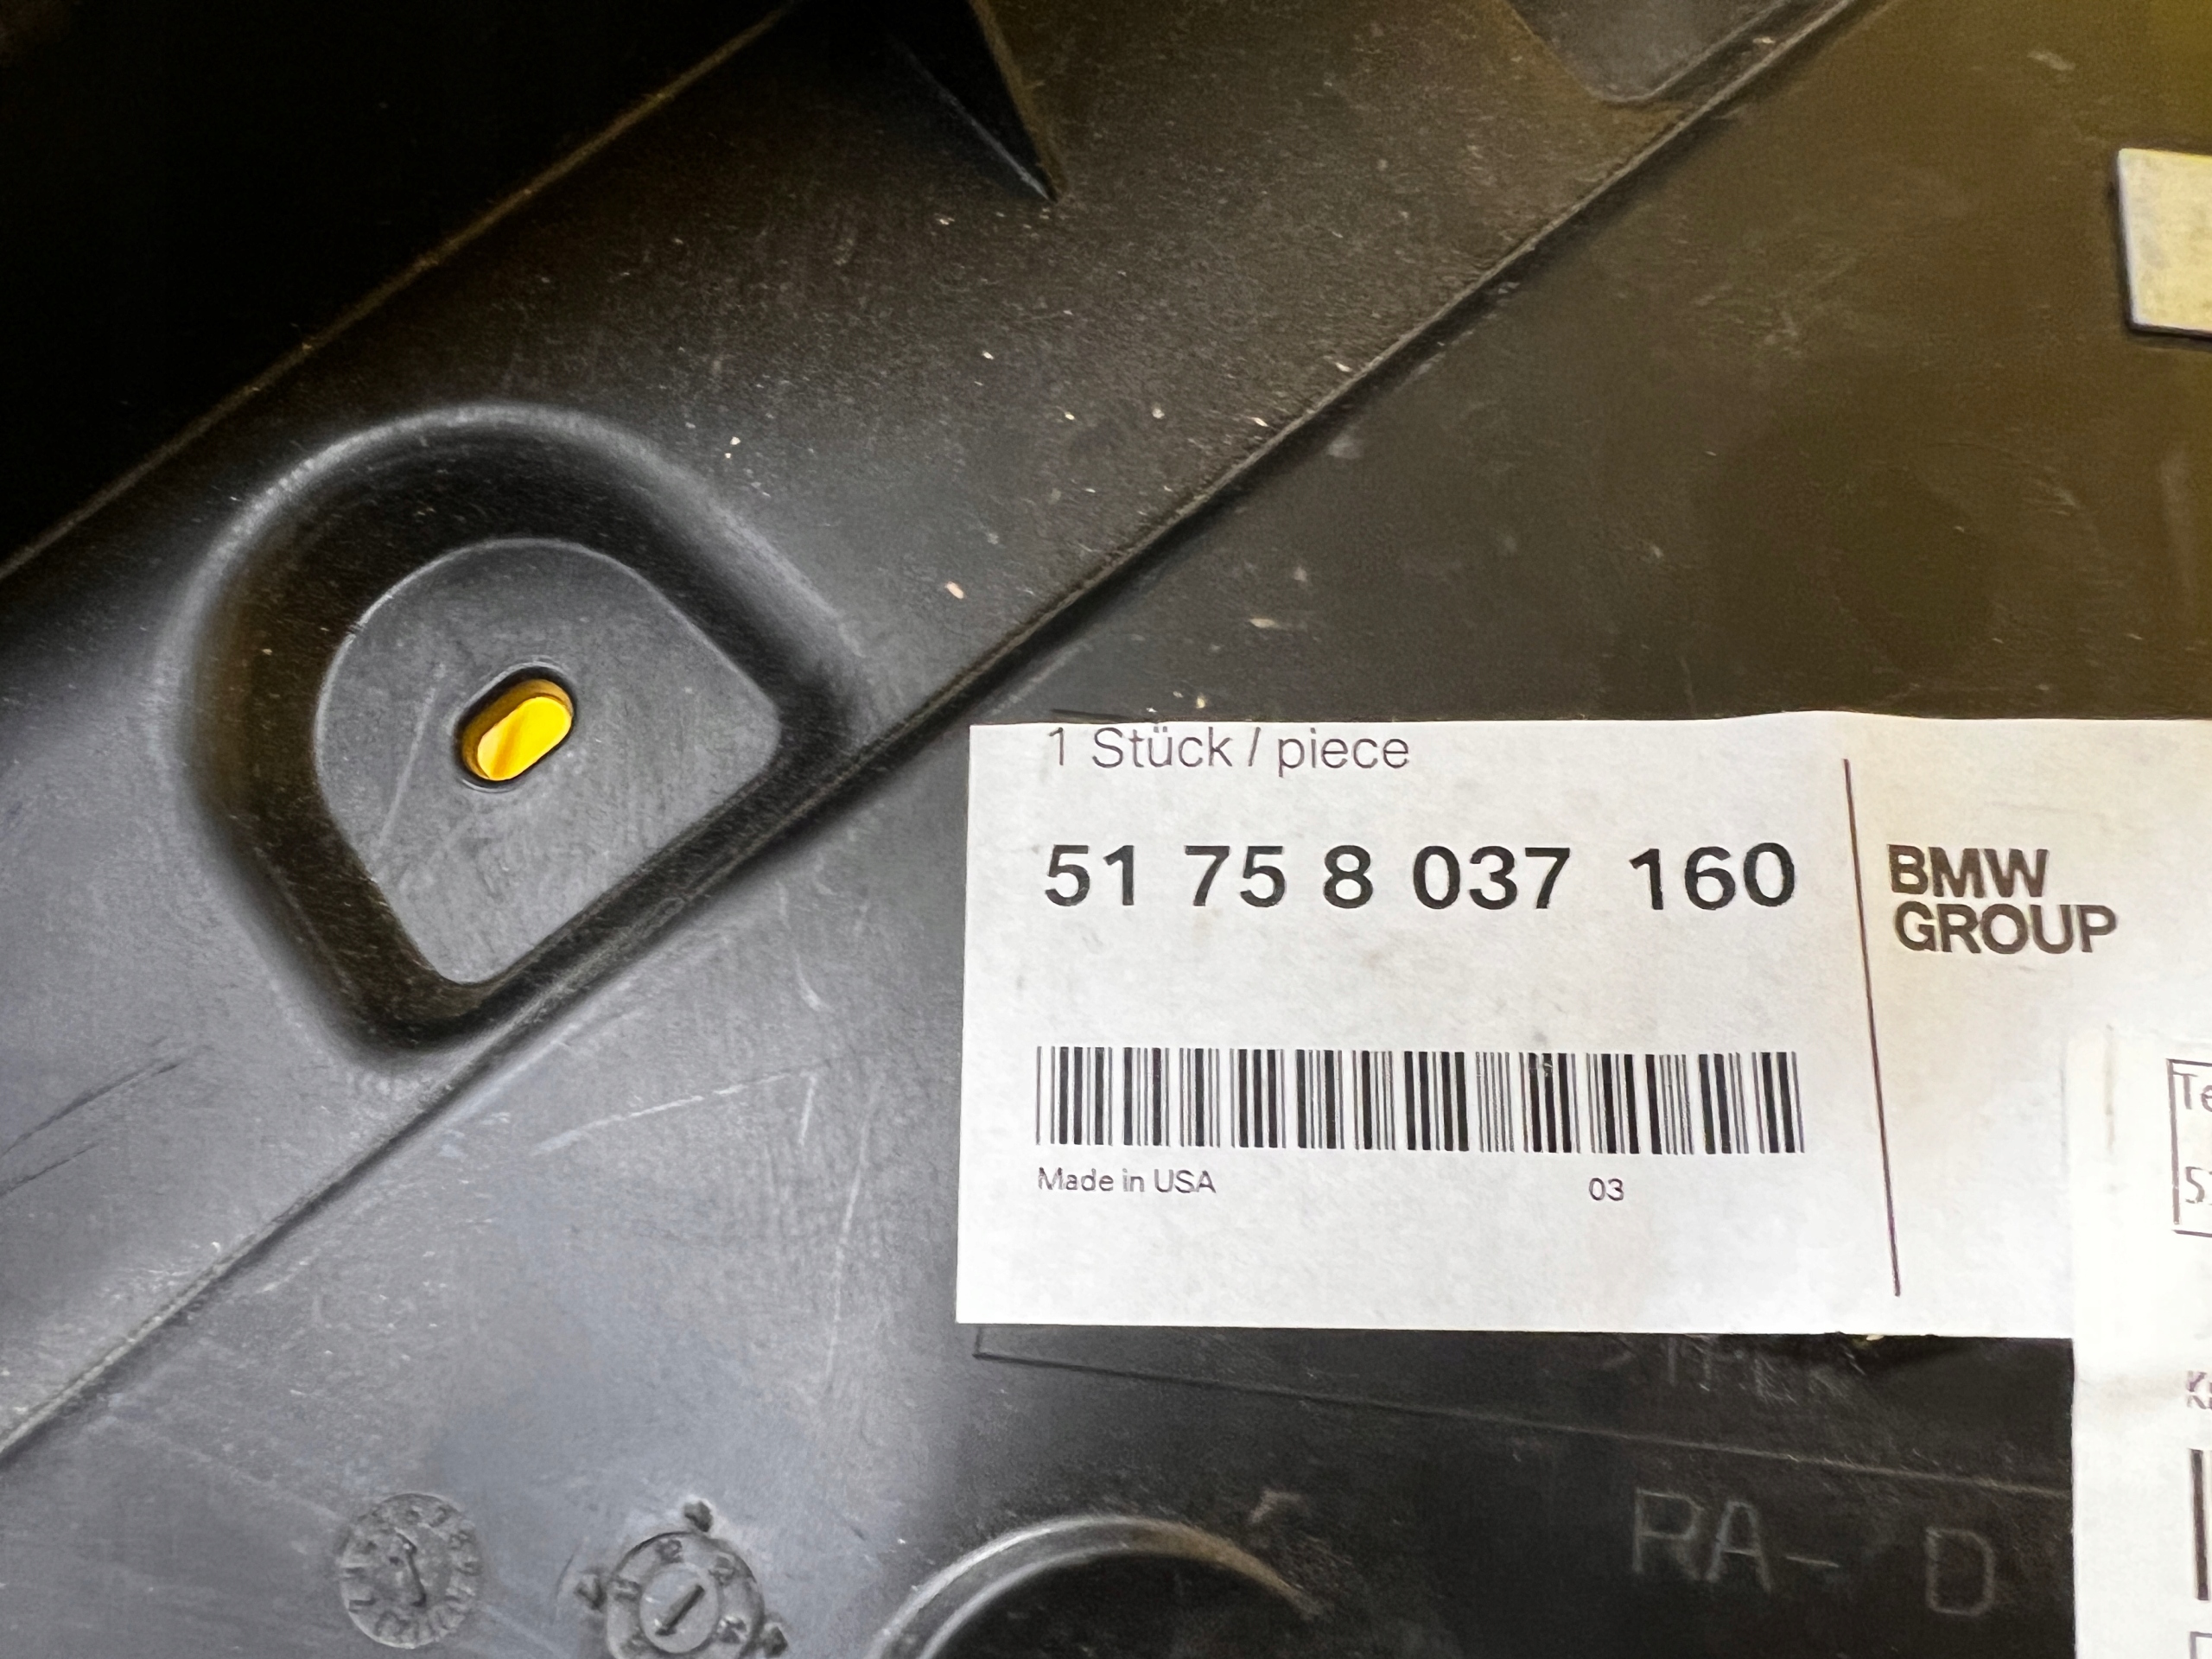 1 Stück / piece
51 75 8 037 160
BMW
GROUP
Made in USA
03
RA- D